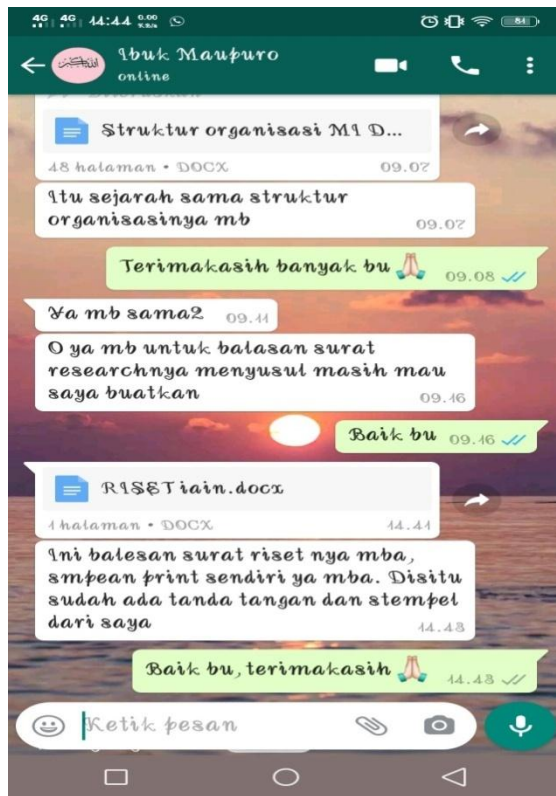 4G 4G 14:44 0.00 K.B/s 51
Ibuk Maupuro
online
Struktur organisasi MI D...
48 halaman • DOCX 09.07
Itu sejarah sama struktur
organisasinya mb 09.07
Terimakasih banyak bu 🙏🏻 09.08
Ya mb sama2 09.11
O ya mb untuk balasan surat
researchnya menyusul masih mau
saya buatkan 09.16
Baik bu 09.16
RISETiain.docx
1 halaman • DOCX 14.41
Ini balesan surat riset nya mba,
smpean print sendiri ya mba. Disitu
sudah ada tanda tangan dan stempel
dari saya 14.43
Baik bu, terimakasih 🙏🏻 14.43
Ketik pesan